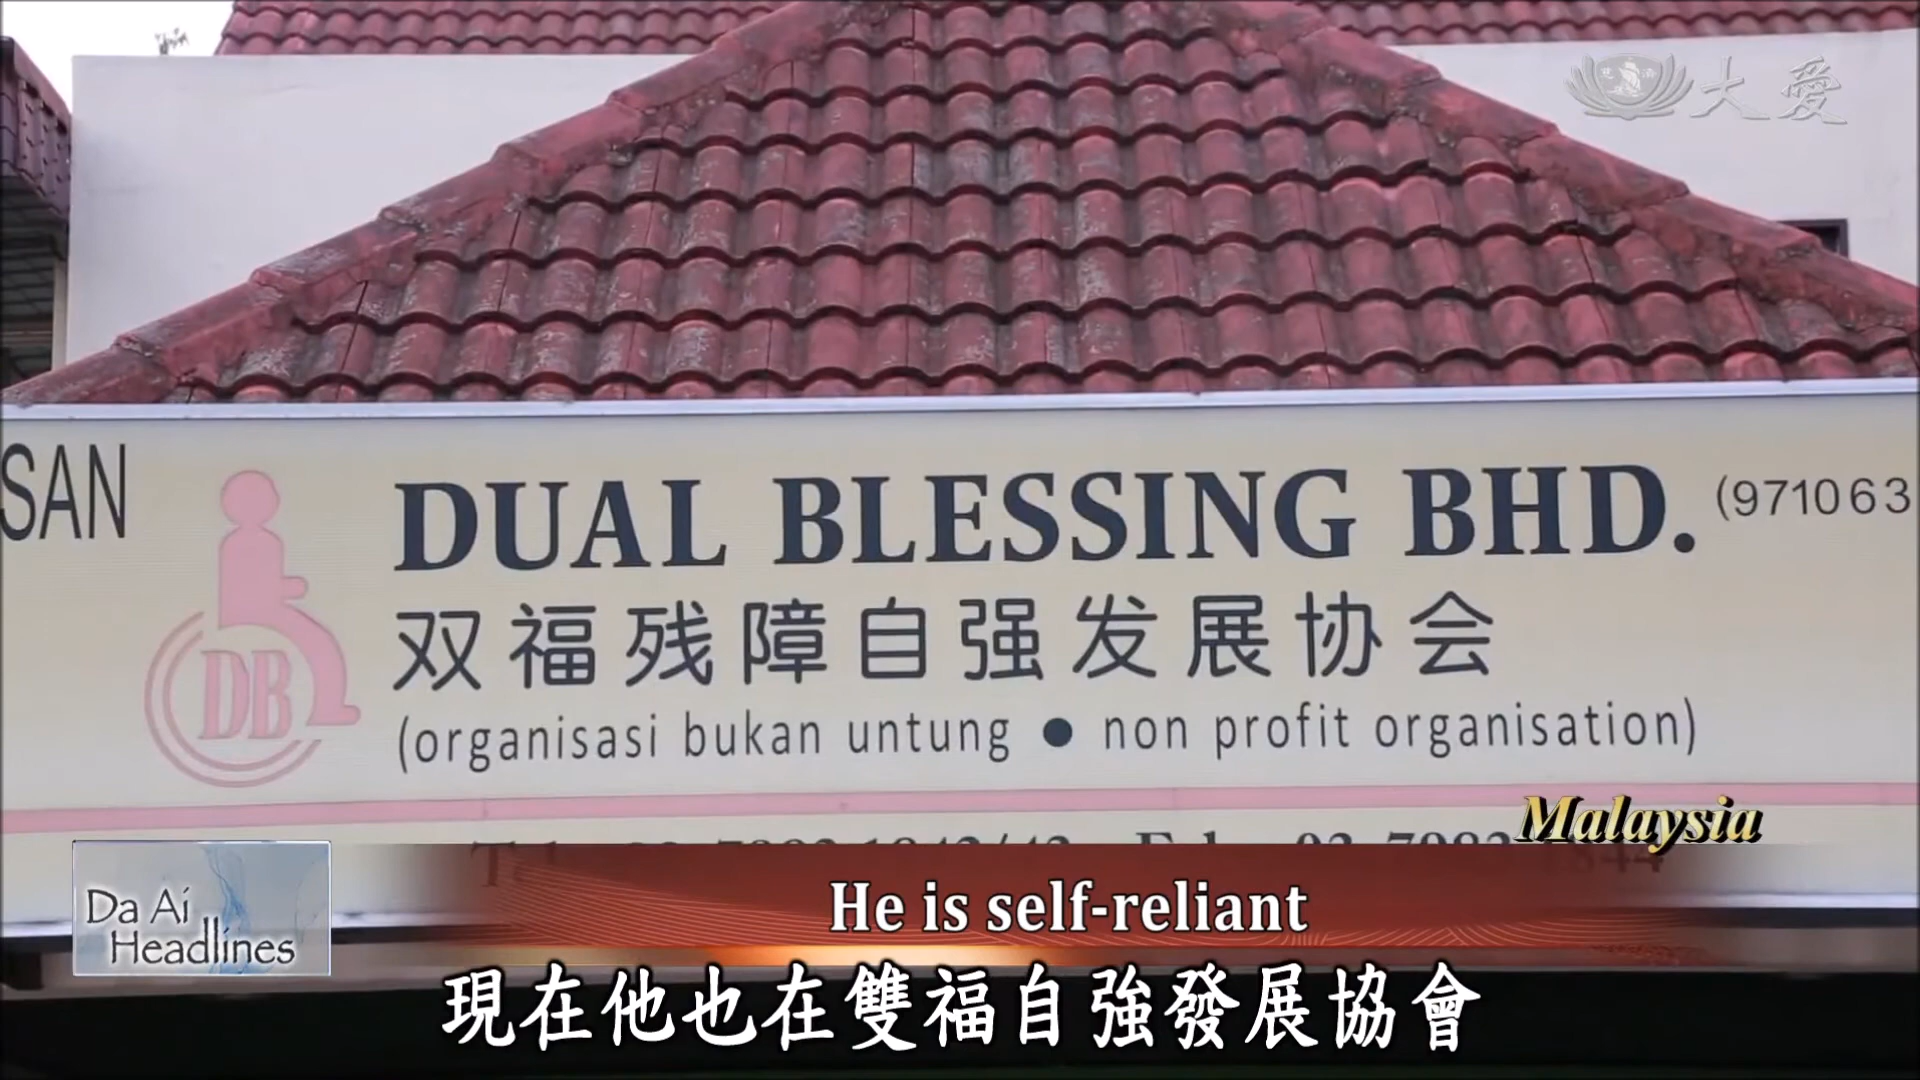 大愛
SAN
DUAL BLESSING BHD. (971063
双福残障自强发展协会
DB
(organisasi bukan untung • non profit organisation)
Malaysia
Da Ai
Headlines
He is self-reliant
現在他也在雙福自強發展協會